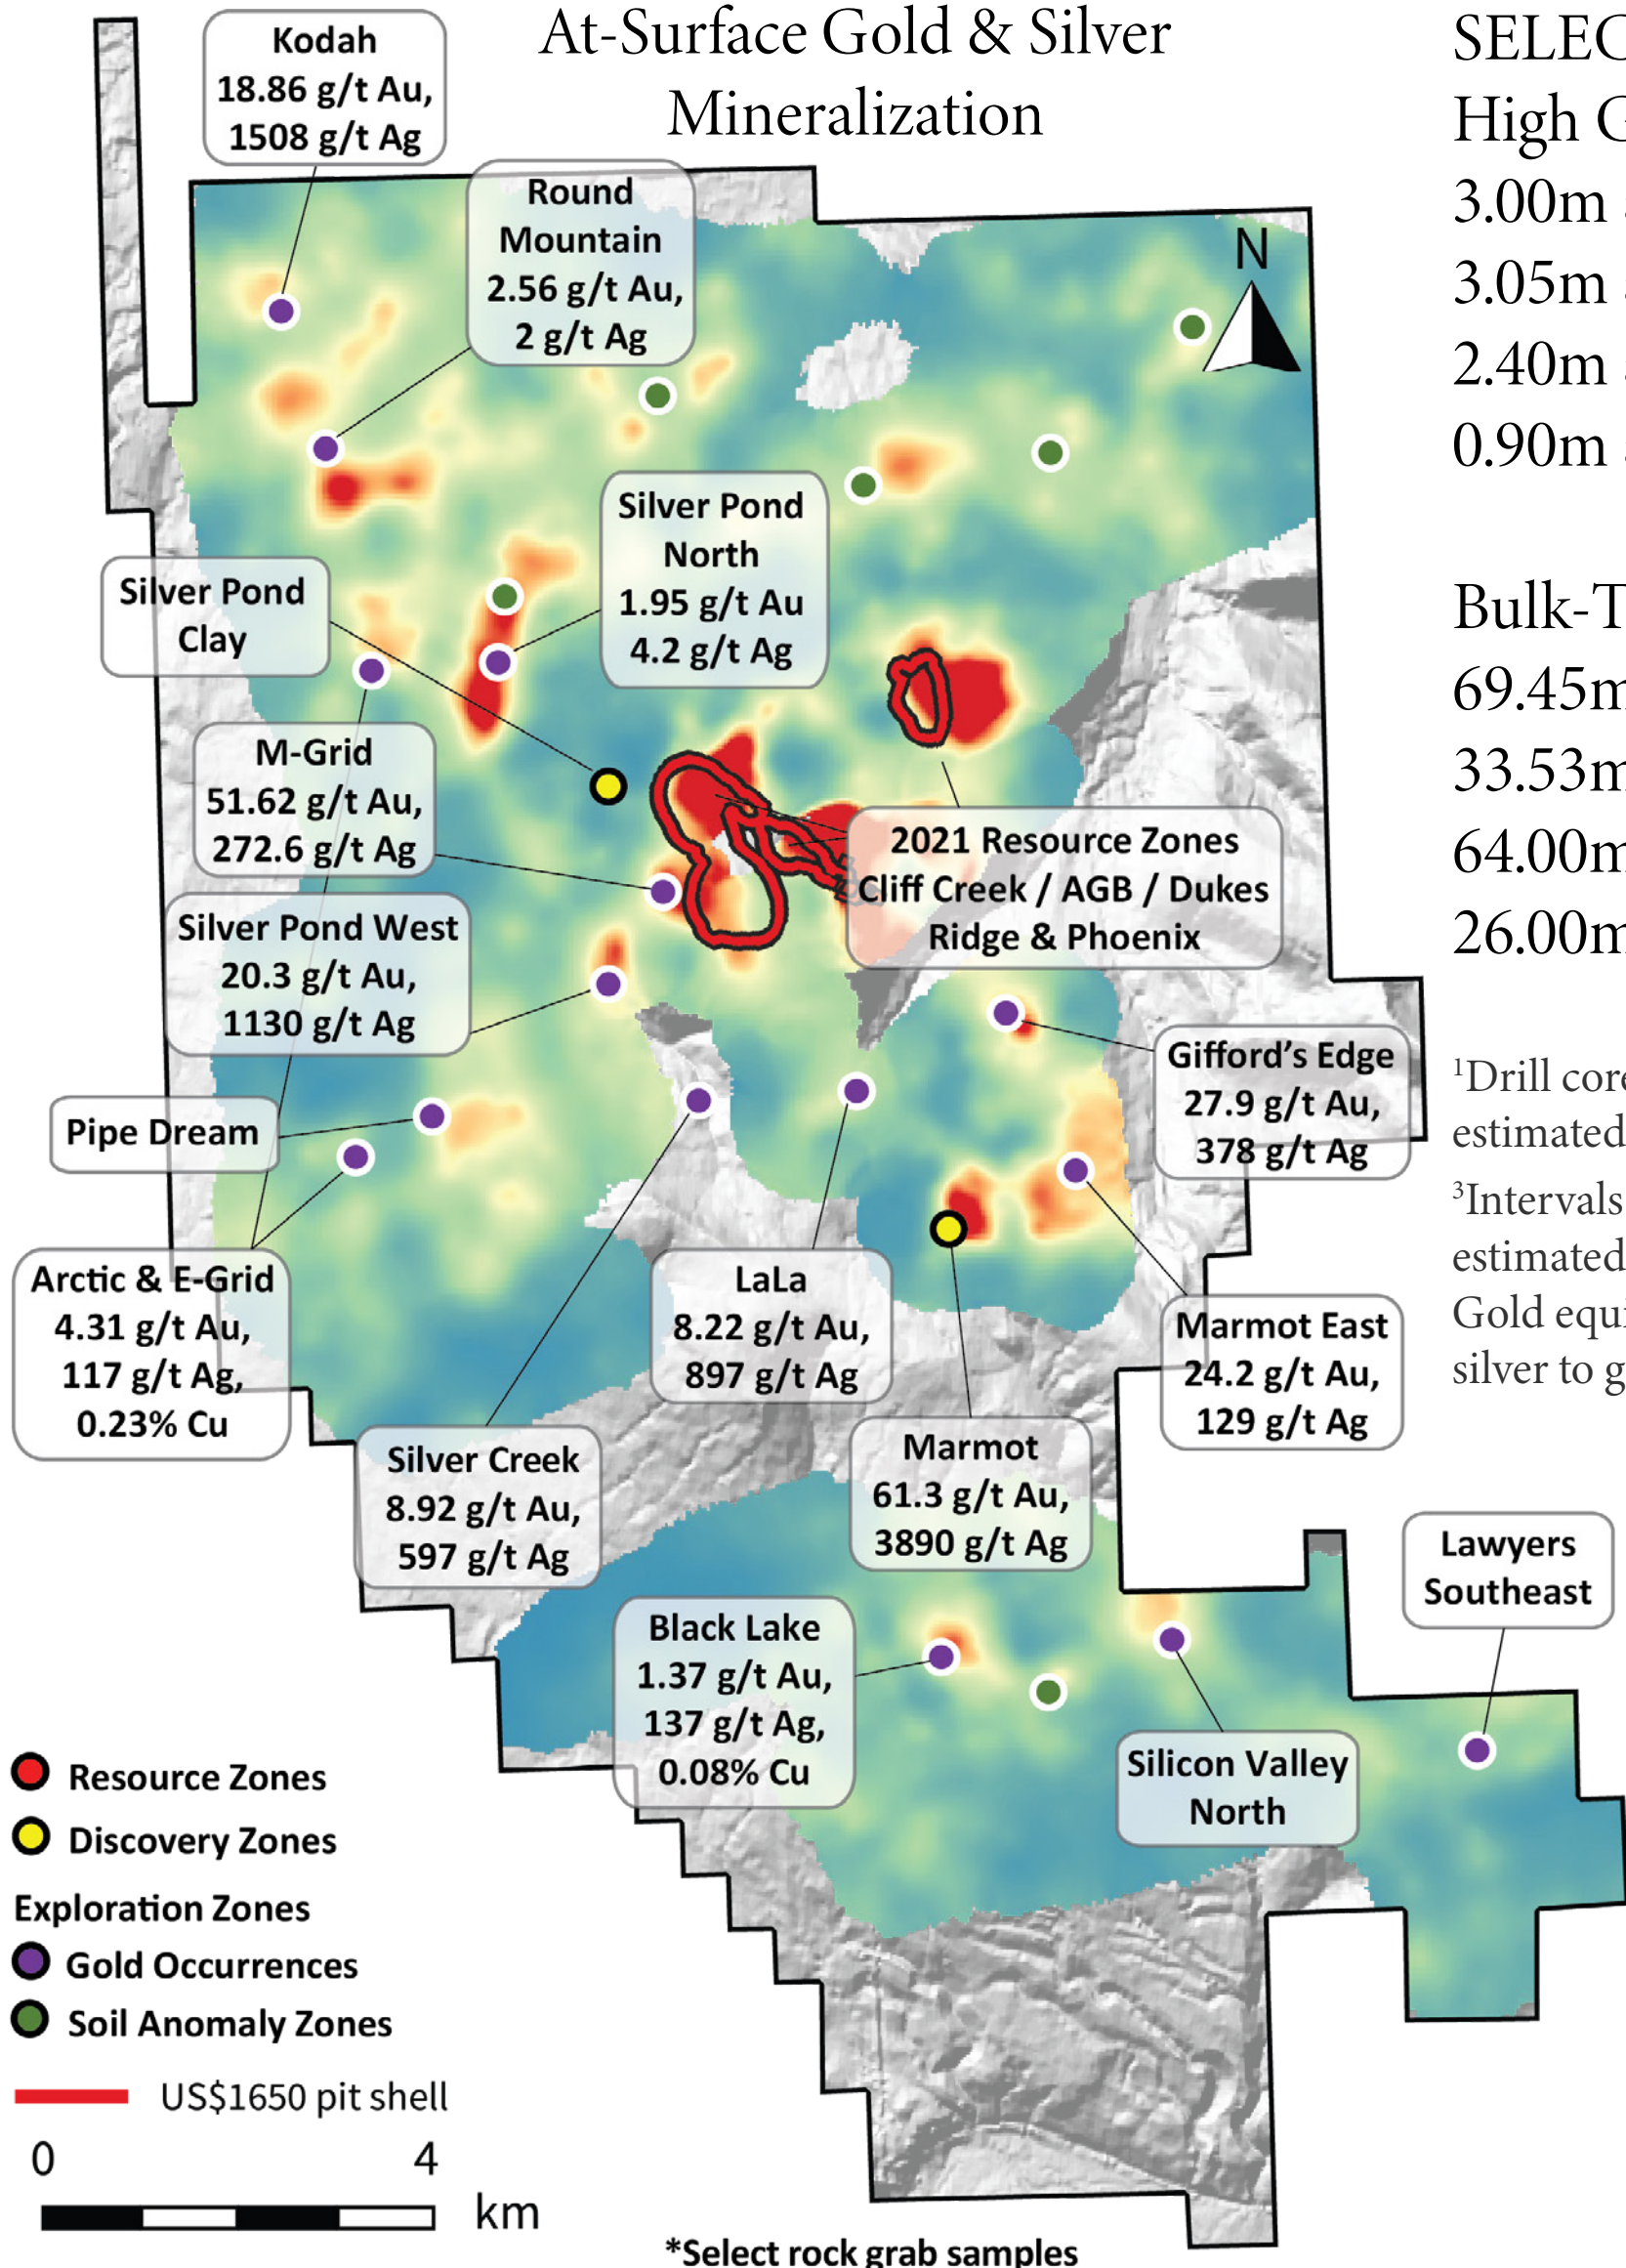 At-Surface Gold & Silver
Mineralization
Kodah
18.86 g/t Au,
1508 g/t Ag
Round
Mountain
2.56 g/t Au,
2 g/t Ag
N
Silver Pond
North
1.95 g/t Au
4.2 g/t Ag
Silver Pond
Clay
M-Grid
51.62 g/t Au,
272.6 g/t Ag
2021 Resource Zones
Cliff Creek / AGB / Dukes
Ridge & Phoenix
Silver Pond West
20.3 g/t Au,
1130 g/t Ag
Gifford's Edge
27.9 g/t Au,
378 g/t Ag
Pipe Dream
Arctic & E-Grid
4.31 g/t Au,
117 g/t Ag,
0.23% Cu
LaLa
8.22 g/t Au,
897 g/t Ag
Marmot East
24.2 g/t Au,
129 g/t Ag
Silver Creek
8.92 g/t Au,
597 g/t Ag
Marmot
61.3 g/t Au,
3890 g/t Ag
Lawyers
Southeast
Black Lake
1.37 g/t Au,
137 g/t Ag,
0.08% Cu
Silicon Valley
North
Resource Zones
Discovery Zones
Exploration Zones
Gold Occurrences
Soil Anomaly Zones
US$1650 pit shell
0 4
km
*Select rock grab samples
High
3.00m
3.05m
2.40m
0.90m
69.45m
33.53m
64.00m
26.00m
1Drill
estimated
3Intervals
estimated
Gold
silver to